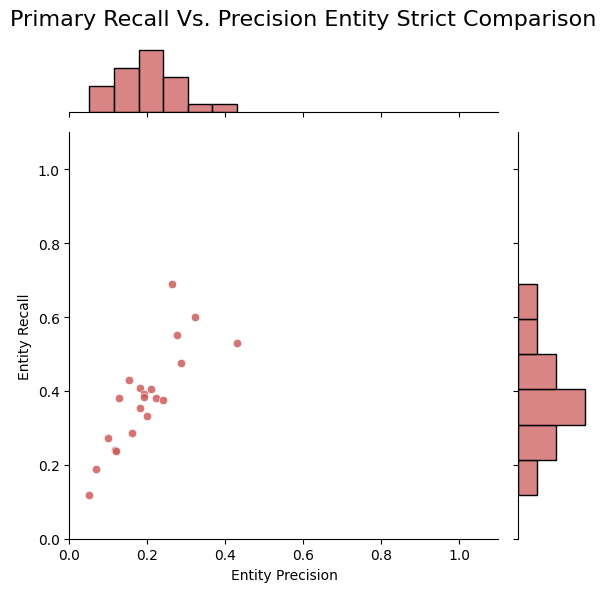 Primary Recall Vs. Precision Entity Strict Comparison
1.0
0.8
0.6
0.4
0.2
0.0
Entity Recall
0.0 0.2 0.4 0.6 0.8 1.0
Entity Precision